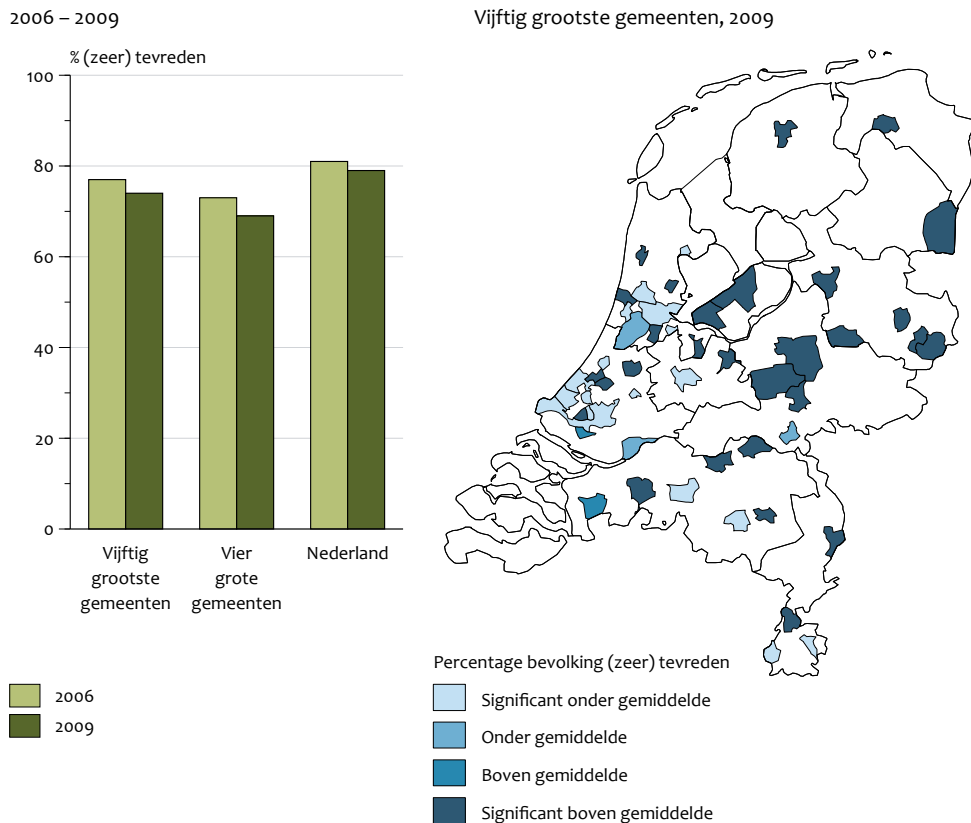 2006 – 2009
% (zeer) tevreden
100
80
60
40
20
0
Vijftig
grootste
gemeenten
Vier
grote
gemeenten
Nederland
2006
2009
Vijftig grootste gemeenten, 2009
Percentage bevolking (zeer) tevreden
Significant onder gemiddelde
Onder gemiddelde
Boven gemiddelde
Significant boven gemiddelde